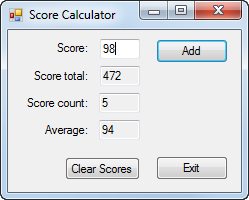 Score Calculator
Score: 98 Add
Score total: 472
Score count: 5
Average: 94
Clear Scores Exit